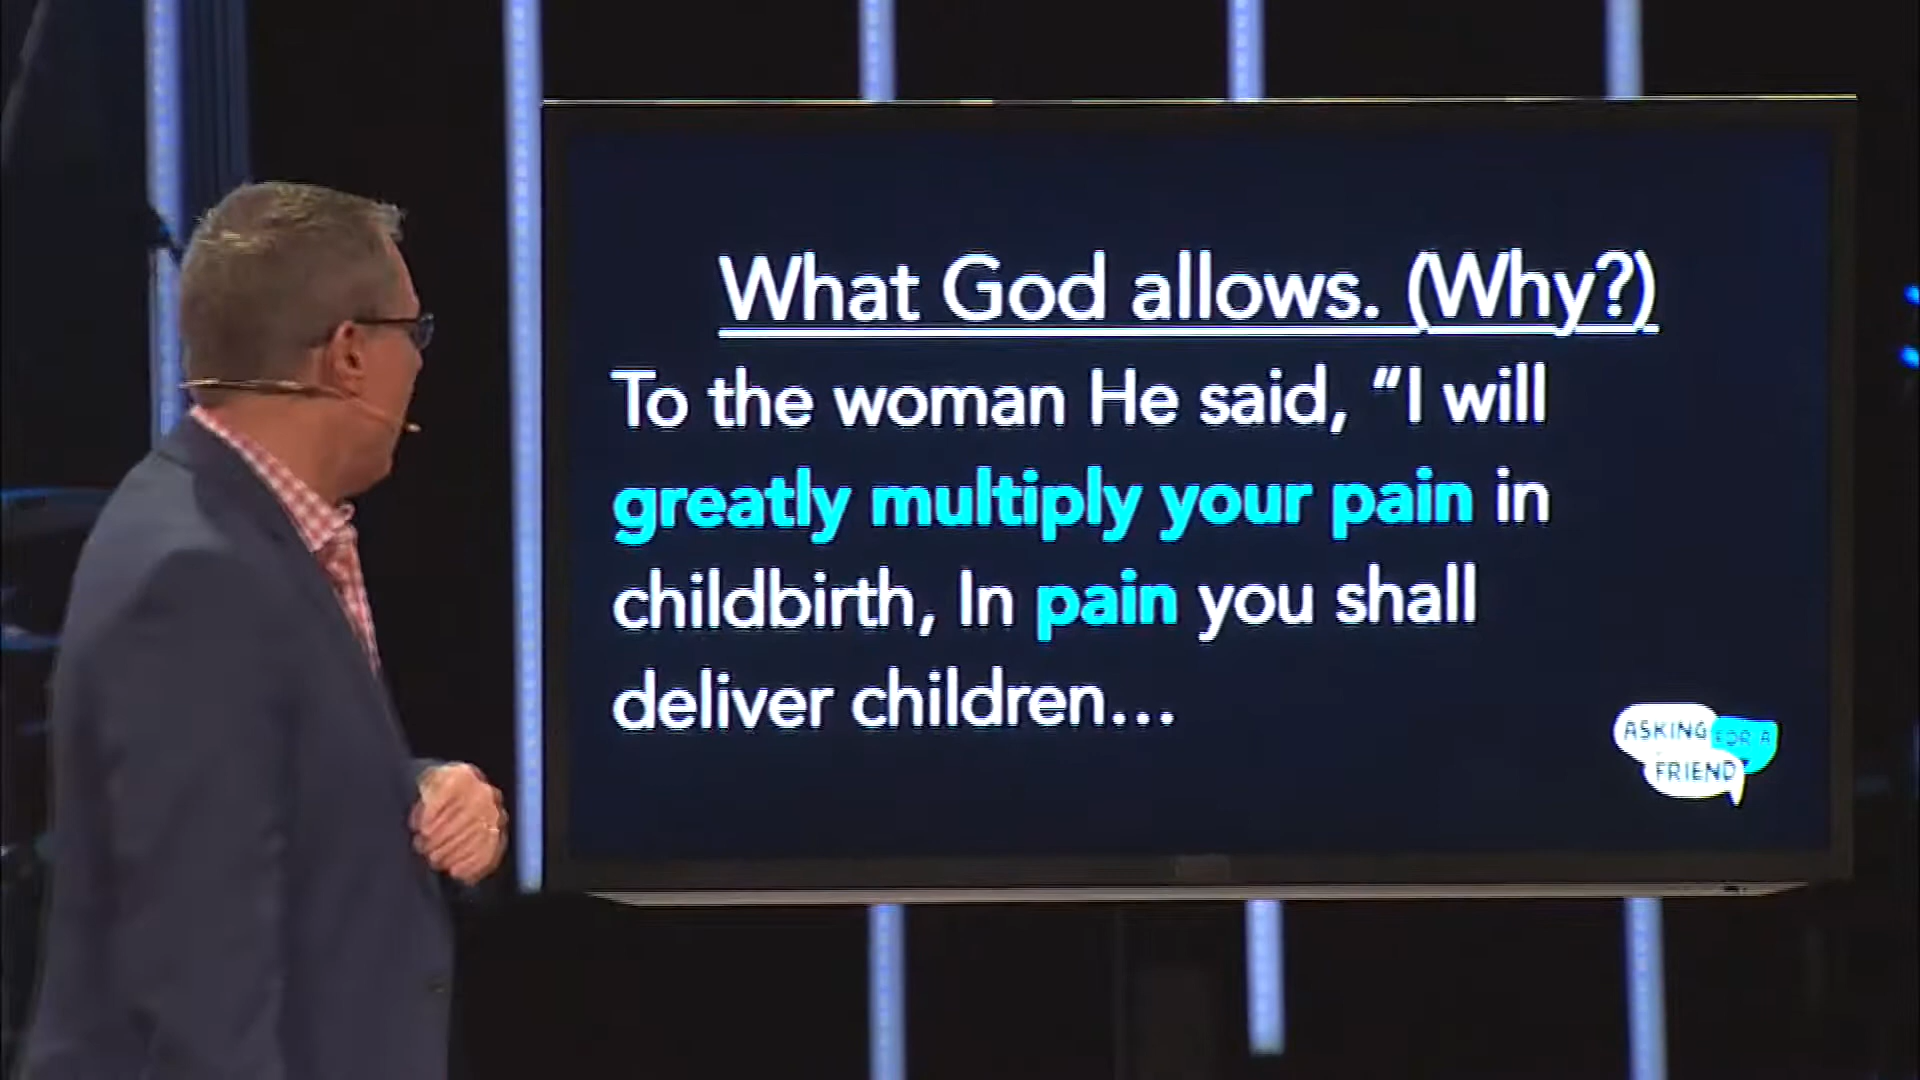 What God allows. (Why?)
To the woman He said, “I will
greatly multiply your pain in
childbirth, In pain you shall
deliver children...
ASKING FOR A
FRIEND